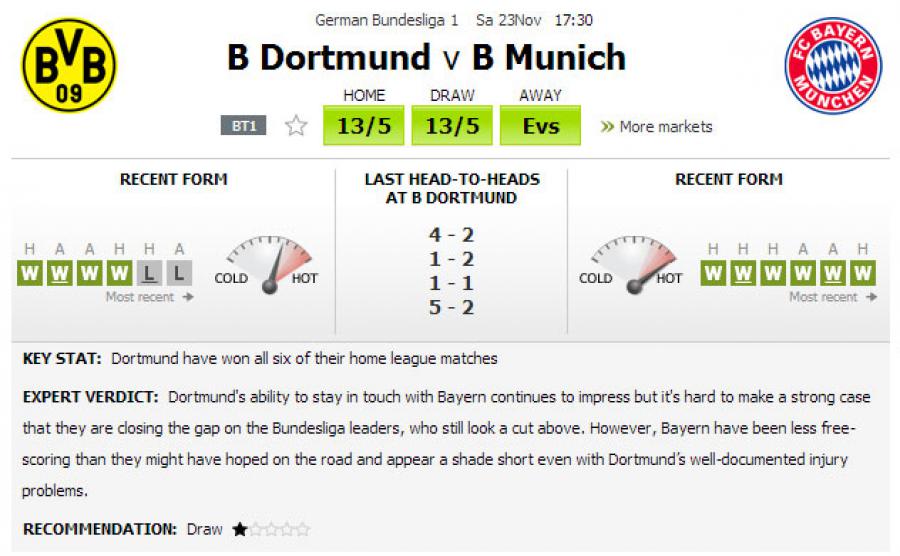 German Bundesliga 1 Sa 23Nov 17:30
B Dortmund v B Munich
BVB
09
FC BAYERN
MÜNCHEN
HOME DRAW AWAY
BT1 13/5 13/5 Evs » More markets
RECENT FORM
H A A H H A
W W W W L L
Most recent →
COLD HOT
LAST HEAD-TO-HEADS
AT B DORTMUND
4 - 2
1 - 2
1 - 1
5 - 2
RECENT FORM
COLD HOT
H H H A A H
W W W W W W
Most recent →
KEY STAT: Dortmund have won all six of their home league matches
EXPERT VERDICT: Dortmund's ability to stay in touch with Bayern continues to impress but it's hard to make a strong case
that they are closing the gap on the Bundesliga leaders, who still look a cut above. However, Bayern have been less free-
scoring than they might have hoped on the road and appear a shade short even with Dortmund's well-documented injury
problems.
RECOMMENDATION: Draw ★☆☆☆☆